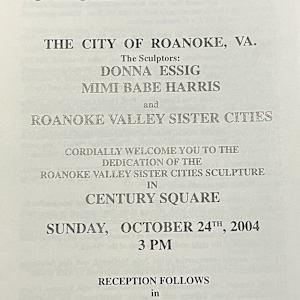 THE CITY OF ROANOKE, VA.
The Sculptors:
DONNA ESSIG
MIMI BABE HARRIS
and
ROANOKE VALLEY SISTER CITIES
CORDIALLY WELCOME YOU TO THE
DEDICATION OF THE
ROANOKE VALLEY SISTER CITIES SCULPTURE
IN
CENTURY SQUARE
SUNDAY, OCTOBER 24TH, 2004
3 PM
RECEPTION FOLLOWS
in